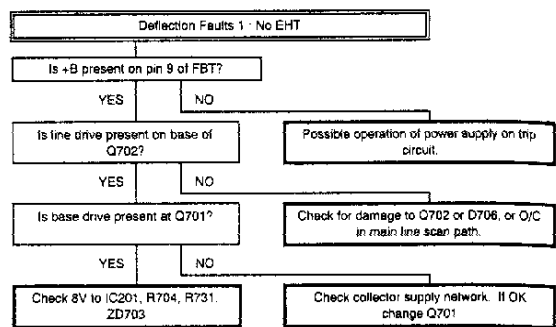 Deflection Faults 1 : No EHT
Is +B present on pin 9 of FBT?
YES
NO
Is line drive present on base of
Q702?
Possible operation of power supply on trip
circuit.
YES
NO
Is base drive present at Q701?
Check for damage to Q702 or D706, or O/C
in main line scan path.
YES
NO
Check 8V to IC201, R704, R731.
ZD703
Check collector supply network. If OK
change Q701